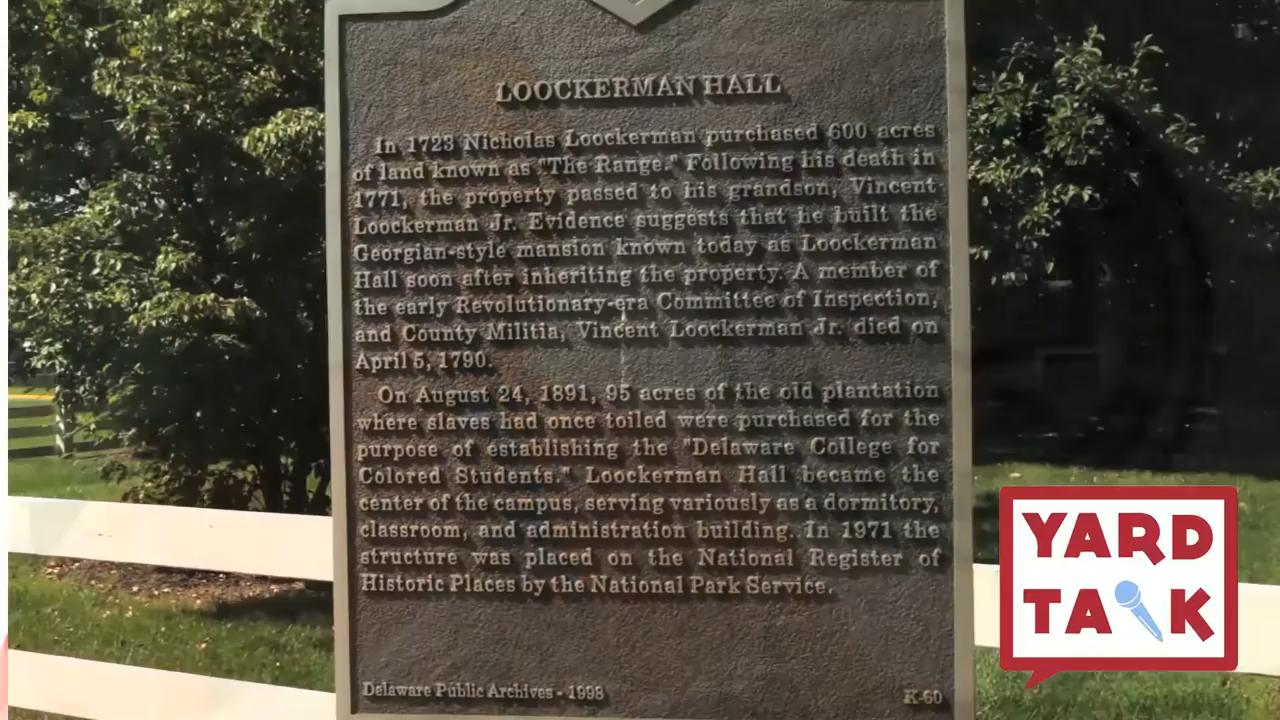 LOOCKERMAN HALL
In 1723 Nicholas Loockerman purchased 600 acres
of land known as "The Range." Following his death in
1771, the property passed to his grandson, Vincent
Loockerman Jr. Evidence suggests that he built the
Georgian-style mansion known today as Loockerman
Hall soon after inheriting the property. A member of
the early Revolutionary-era Committee of Inspection,
and County Militia, Vincent Loockerman Jr. died on
April 5, 1790.
On August 24, 1891, 95 acres of the old plantation
where slaves had once toiled were purchased for the
purpose of establishing the "Delaware College for
Colored Students." Loockerman Hall became the
center of the campus, serving variously as a dormitory,
classroom, and administration building. In 1971 the
structure was placed on the National Register of
Historic Places by the National Park Service.
Delaware Public Archives - 1998
K-60
YARD
TALK